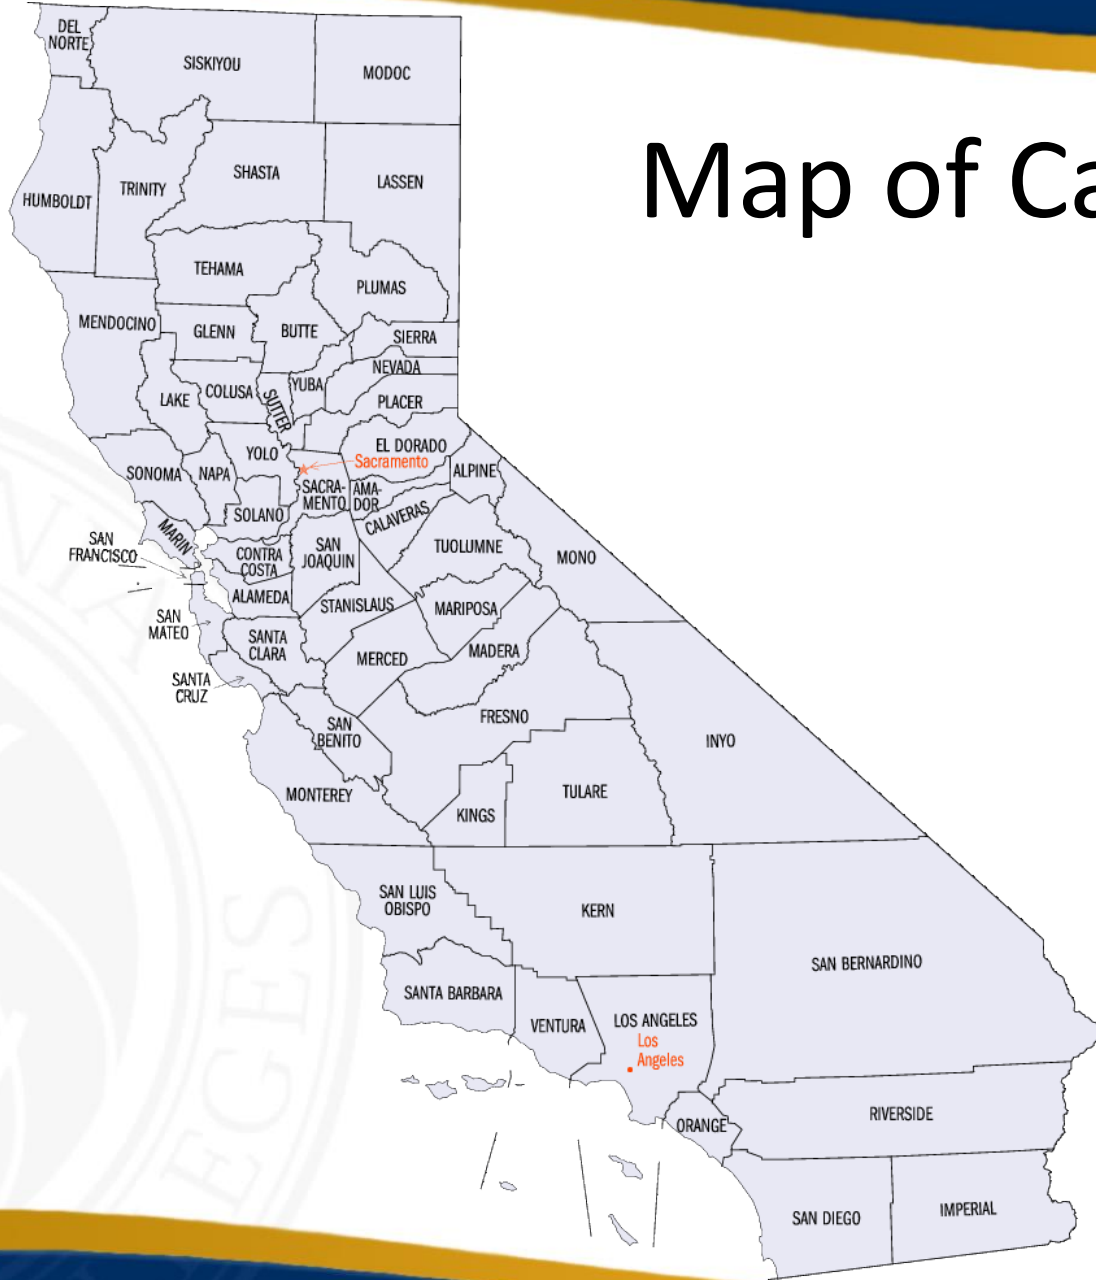 Map of Ca
DEL
NORTE
SISKIYOU
MODOC
HUMBOLDT
TRINITY
SHASTA
LASSEN
TEHAMA
PLUMAS
MENDOCINO
GLENN
BUTTE
SIERRA
NEVADA
LAKE
COLUSA
SUTTER
YUBA
PLACER
EL DORADO
Sacramento
SONOMA
NAPA
YOLO
SACRA-
MENTO
AMA-
DOR
ALPINE
SOLANO
CALAVERAS
MARIN
SAN
FRANCISCO
CONTRA
COSTA
SAN
JOAQUIN
TUOLUMNE
MONO
ALAMEDA
STANISLAUS
MARIPOSA
SAN
MATEO
SANTA
CLARA
MERCED
MADERA
SANTA
CRUZ
SAN
BENITO
FRESNO
INYO
MONTEREY
KINGS
TULARE
SAN LUIS
OBISPO
KERN
SAN BERNARDINO
SANTA BARBARA
VENTURA
LOS ANGELES
Los
Angeles
ORANGE
RIVERSIDE
SAN DIEGO
IMPERIAL
EGES